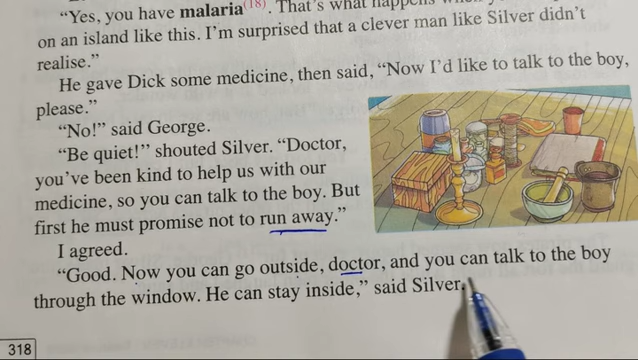 “Yes, you have malaria(18). That’s what happens when
on an island like this. I’m surprised that a clever man like Silver didn’t
realise.”
He gave Dick some medicine, then said, “Now I’d like to talk to the boy,
please.”
“No!” said George.
“Be quiet!” shouted Silver. “Doctor,
you’ve been kind to help us with our
medicine, so you can talk to the boy. But
first he must promise not to run away.”
I agreed.
“Good. Now you can go outside, doctor, and you can talk to the boy
through the window. He can stay inside,” said Silver.
318